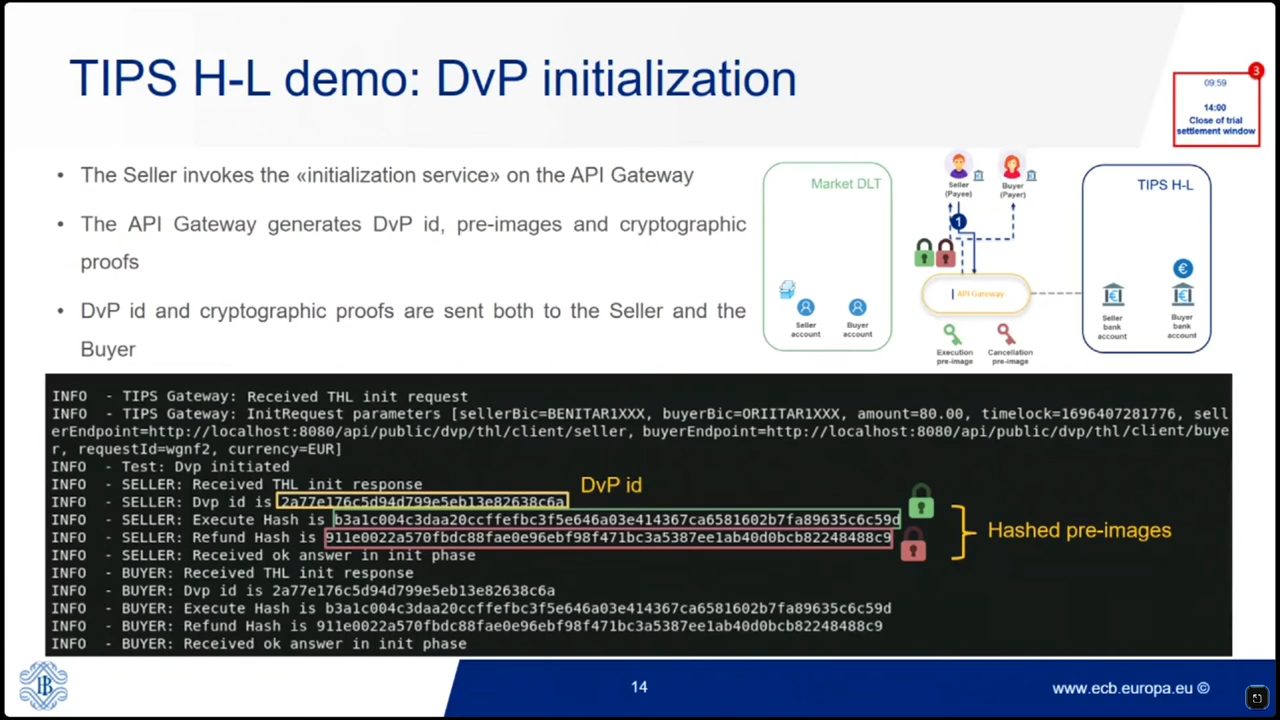 TIPS H-L demo: DvP initialization
3
09:59
14:00
Close of trial
settlement window
• The Seller invokes the «initialization service» on the API Gateway
• The API Gateway generates DvP id, pre-images and cryptographic
proofs
• DvP id and cryptographic proofs are sent both to the Seller and the
Buyer
Market DLT
Seller
account
Buyer
account
Seller
(Payee)
Buyer
(Payer)
1
API Gateway
Execution
pre-image
Cancellation
pre-image
TIPS H-L
€
Seller
bank
account
Buyer
bank
account
INFO - TIPS Gateway: Received THL init request
INFO - TIPS Gateway: InitRequest parameters [sellerBic=BENITAR1XXX, buyerBic=ORIITAR1XXX, amount=80.00, timelock=1696407281776, sell
erEndpoint=http://localhost:8080/api/public/dvp/thl/client/seller, buyerEndpoint=http://localhost:8080/api/public/dvp/thl/client/buye
r, requestId=wgnf2, currency=EUR]
INFO - Test: Dvp initiated
INFO - SELLER: Received THL init response
INFO - SELLER: Dvp id is 2a77e176c5d94d799e5eb13e82638c6a
DvP id
INFO - SELLER: Execute Hash is b3a1c004c3daa20ccffefbc3f5e646a03e414367ca6581602b7fa89635c6c59d
INFO - SELLER: Refund Hash is 911e0022a570fbdc88fae0e96ebf98f471bc3a5387ee1ab40d0bcb82248488c9
Hashed pre-images
INFO - SELLER: Received ok answer in init phase
INFO - BUYER: Received THL init response
INFO - BUYER: Dvp id is 2a77e176c5d94d799e5eb13e82638c6a
INFO - BUYER: Execute Hash is b3a1c004c3daa20ccffefbc3f5e646a03e414367ca6581602b7fa89635c6c59d
INFO - BUYER: Refund Hash is 911e0022a570fbdc88fae0e96ebf98f471bc3a5387ee1ab40d0bcb82248488c9
INFO - BUYER: Received ok answer in init phase
14
www.ecb.europa.eu ©